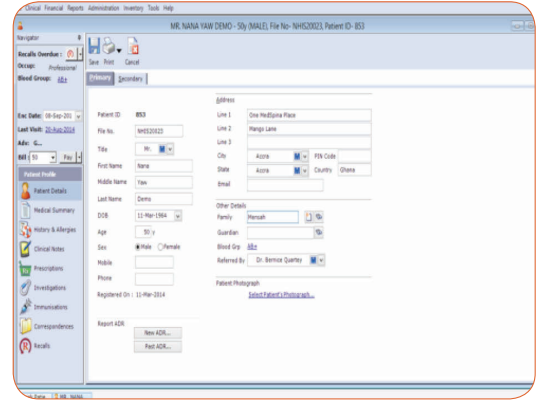 Clinical Financial Reports Administration Inventory Tools Help
MR. NANA YAW DEMO - 50y (MALE), File No- NHIS20023, Patient ID- 853
Navigator
Save Print Cancel
Recalls Overdue :
Occup: Professional
Blood Group: AB+
Enc Date: 08-Sep-201
Last Visit: 20-Aug-2014
Adv: G...
Bill : 50 Pay
Patient Profile
Patient Details
Medical Summary
History & Allergies
Clinical Notes
Prescriptions
Investigations
Immunisations
Correspondences
Recalls
Primary Secondary
Patient ID 853
File No. NHIS20023
Title Mr.
First Name Nana
Middle Name Yaw
Last Name Demo
DOB 11-Mar-1964
Age 50 y
Sex Male Female
Mobile
Phone
Registered On : 11-Mar-2014
Report ADR
New ADR...
Past ADR...
Address
Line 1 One MedSpina Place
Line 2 Mango Lane
Line 3
City Accra PIN Code
State Accra Country Ghana
Email
Other Details
Family Mensah
Guardian
Blood Grp AB+
Referred By Dr. Bernice Quartey
Patient Photograph
Select Patient's Photograph...
MR. NANA